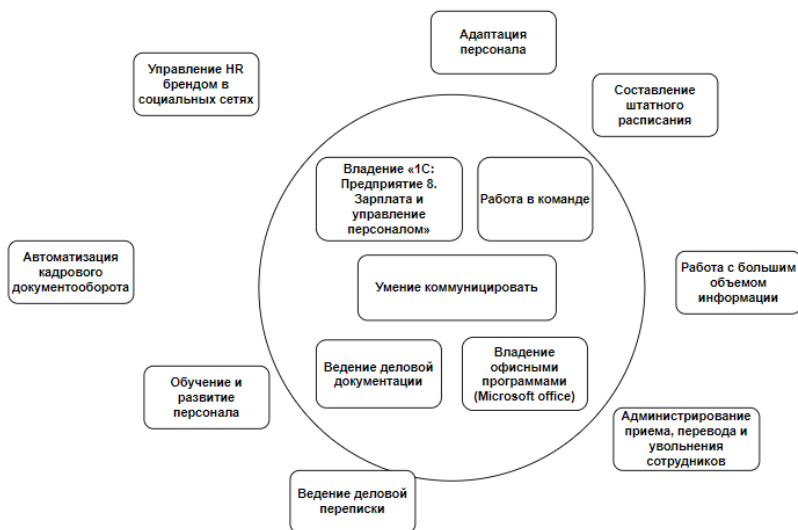 Адаптация
персонала
Управление HR
брендом в
социальных сетях
Составление
штатного
расписания
Владение «1С:
Предприятие 8.
Зарплата и
управление
персоналом»
Работа в команде
Автоматизация
кадрового
документооборота
Умение коммуницировать
Работа с большим
объемом
информации
Ведение деловой
документации
Владение
офисными
программами
(Microsoft office)
Обучение и
развитие
персонала
Администрирование
приема, перевода и
увольнения
сотрудников
Ведение деловой
переписки